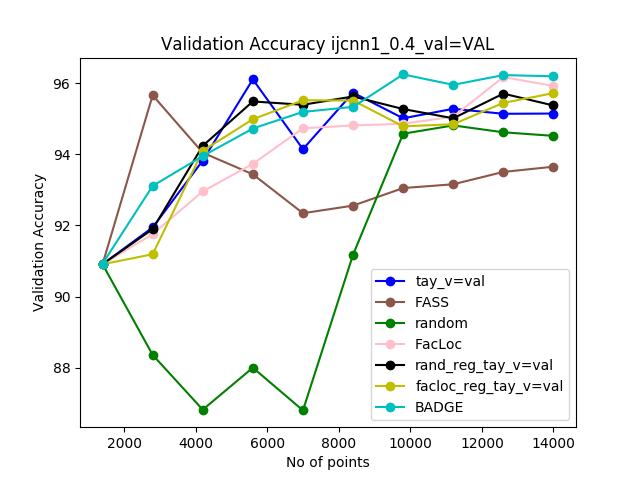 Validation Accuracy ijcnn1_0.4_val=VAL
Validation Accuracy
96
94
92
90
88
2000 4000 6000 8000 10000 12000 14000
No of points
tay_v=val
FASS
random
FacLoc
rand_reg_tay_v=val
facloc_reg_tay_v=val
BADGE